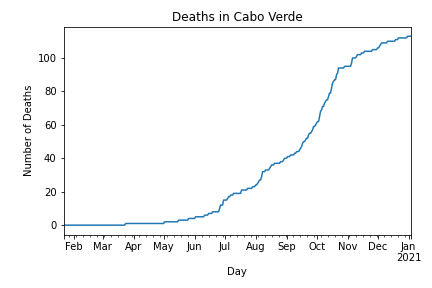 Deaths in Cabo Verde
Number of Deaths
100
80
60
40
20
0
Feb Mar Apr May Jun Jul Aug Sep Oct Nov Dec Jan
2021
Day